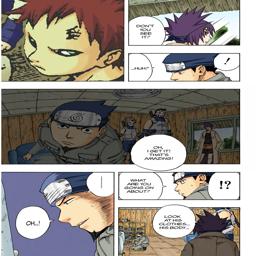 DON'T
YOU SEE
IT?
...HUH?
!
OH,
I GET IT!
THAT'S
AMAZING!
WHAT
ARE YOU
GOING ON
ABOUT?
!?
OH..!
LOOK AT
HIS
CLOTHES...
HIS BODY...